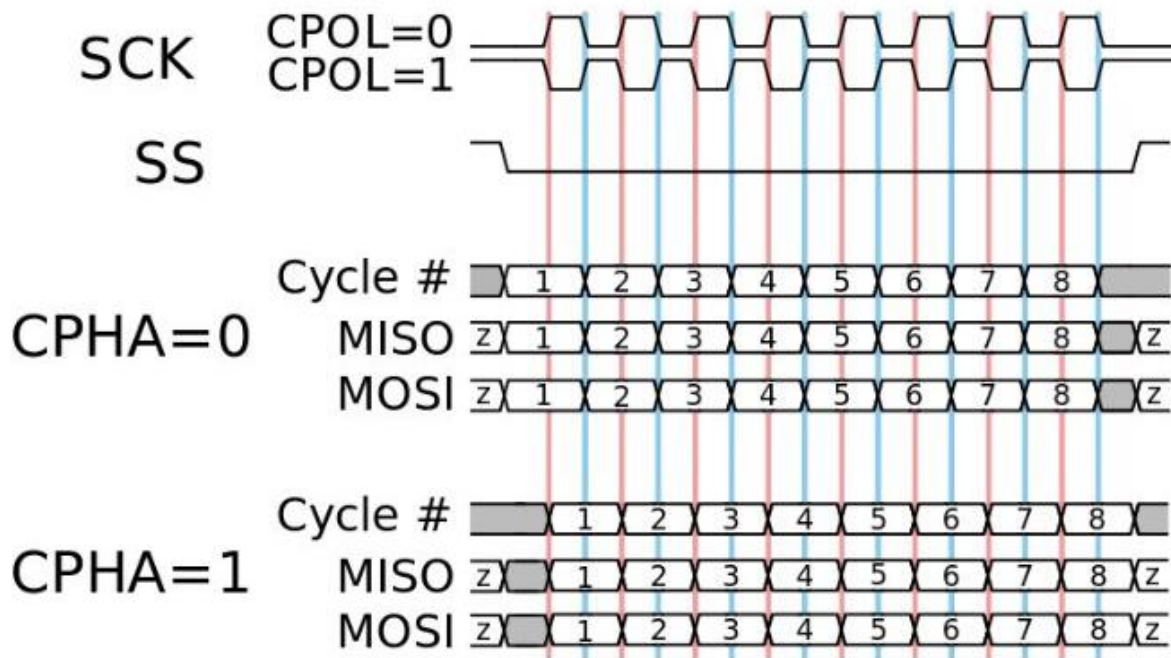 SCK CPOL=0
CPOL=1
SS
Cycle # 1 2 3 4 5 6 7 8
CPHA=0 MISO z 1 2 3 4 5 6 7 8 z
MOSI z 1 2 3 4 5 6 7 8 z
Cycle # 1 2 3 4 5 6 7 8
CPHA=1 MISO z 1 2 3 4 5 6 7 8 z
MOSI z 1 2 3 4 5 6 7 8 z